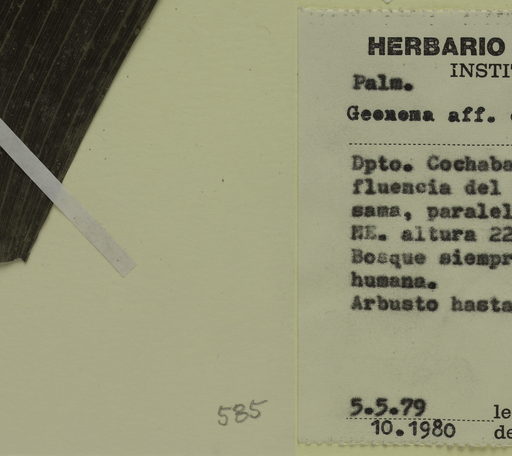 HERBARIO
INSTI
Palm.
Geonoma aff.
Dpto. Cochaba
fluencia del
sama, paralel
NE. altura 22
Bosque siempr
humana.
Arbusto hasta
585
5.5.79 le
10.1980 de